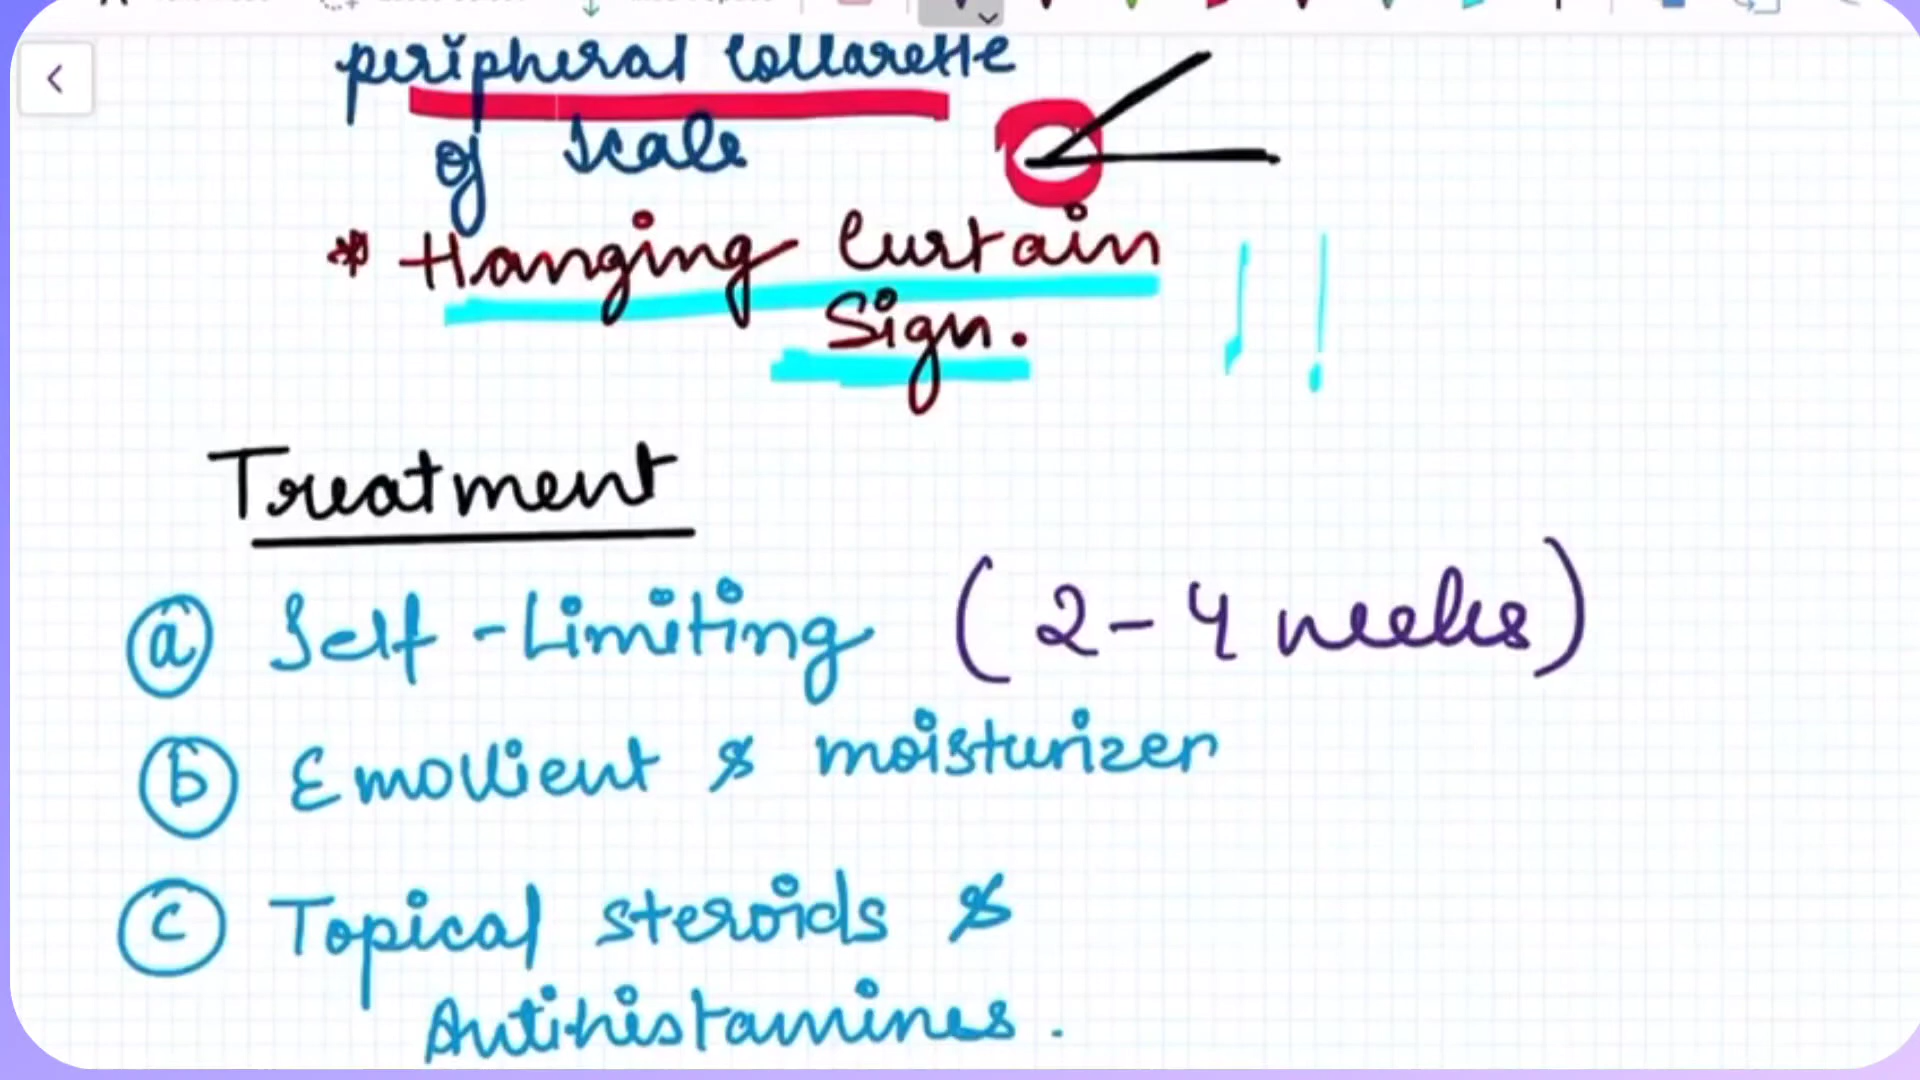 peripheral Collarette
of Scale
* Hanging Curtain
Sign.
Treatment
(a) Self-Limiting (2-4 weeks)
(b) Emollient & moisturizer
(c) Topical steroids &
Antihistamines.